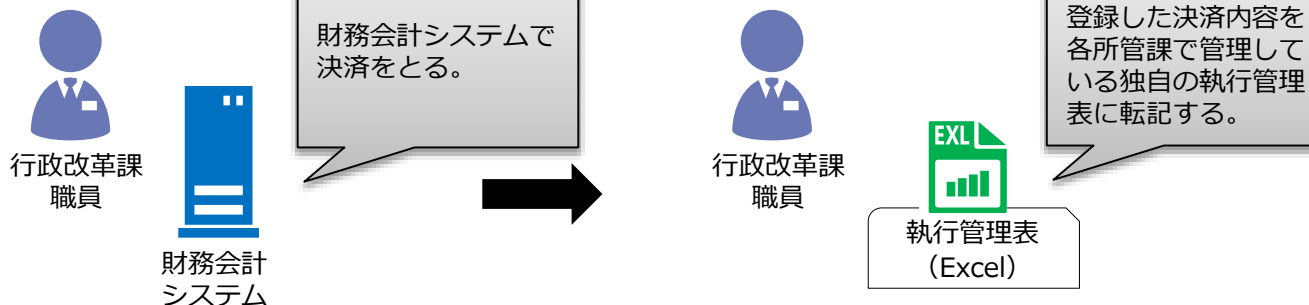 財務会計システムで
決済をとる。
行政改革課
職員
財務会計
システム
登録した決済内容を
各所管課で管理して
いる独自の執行管理
表に転記する。
行政改革課
職員
EXL
執行管理表
（Excel）